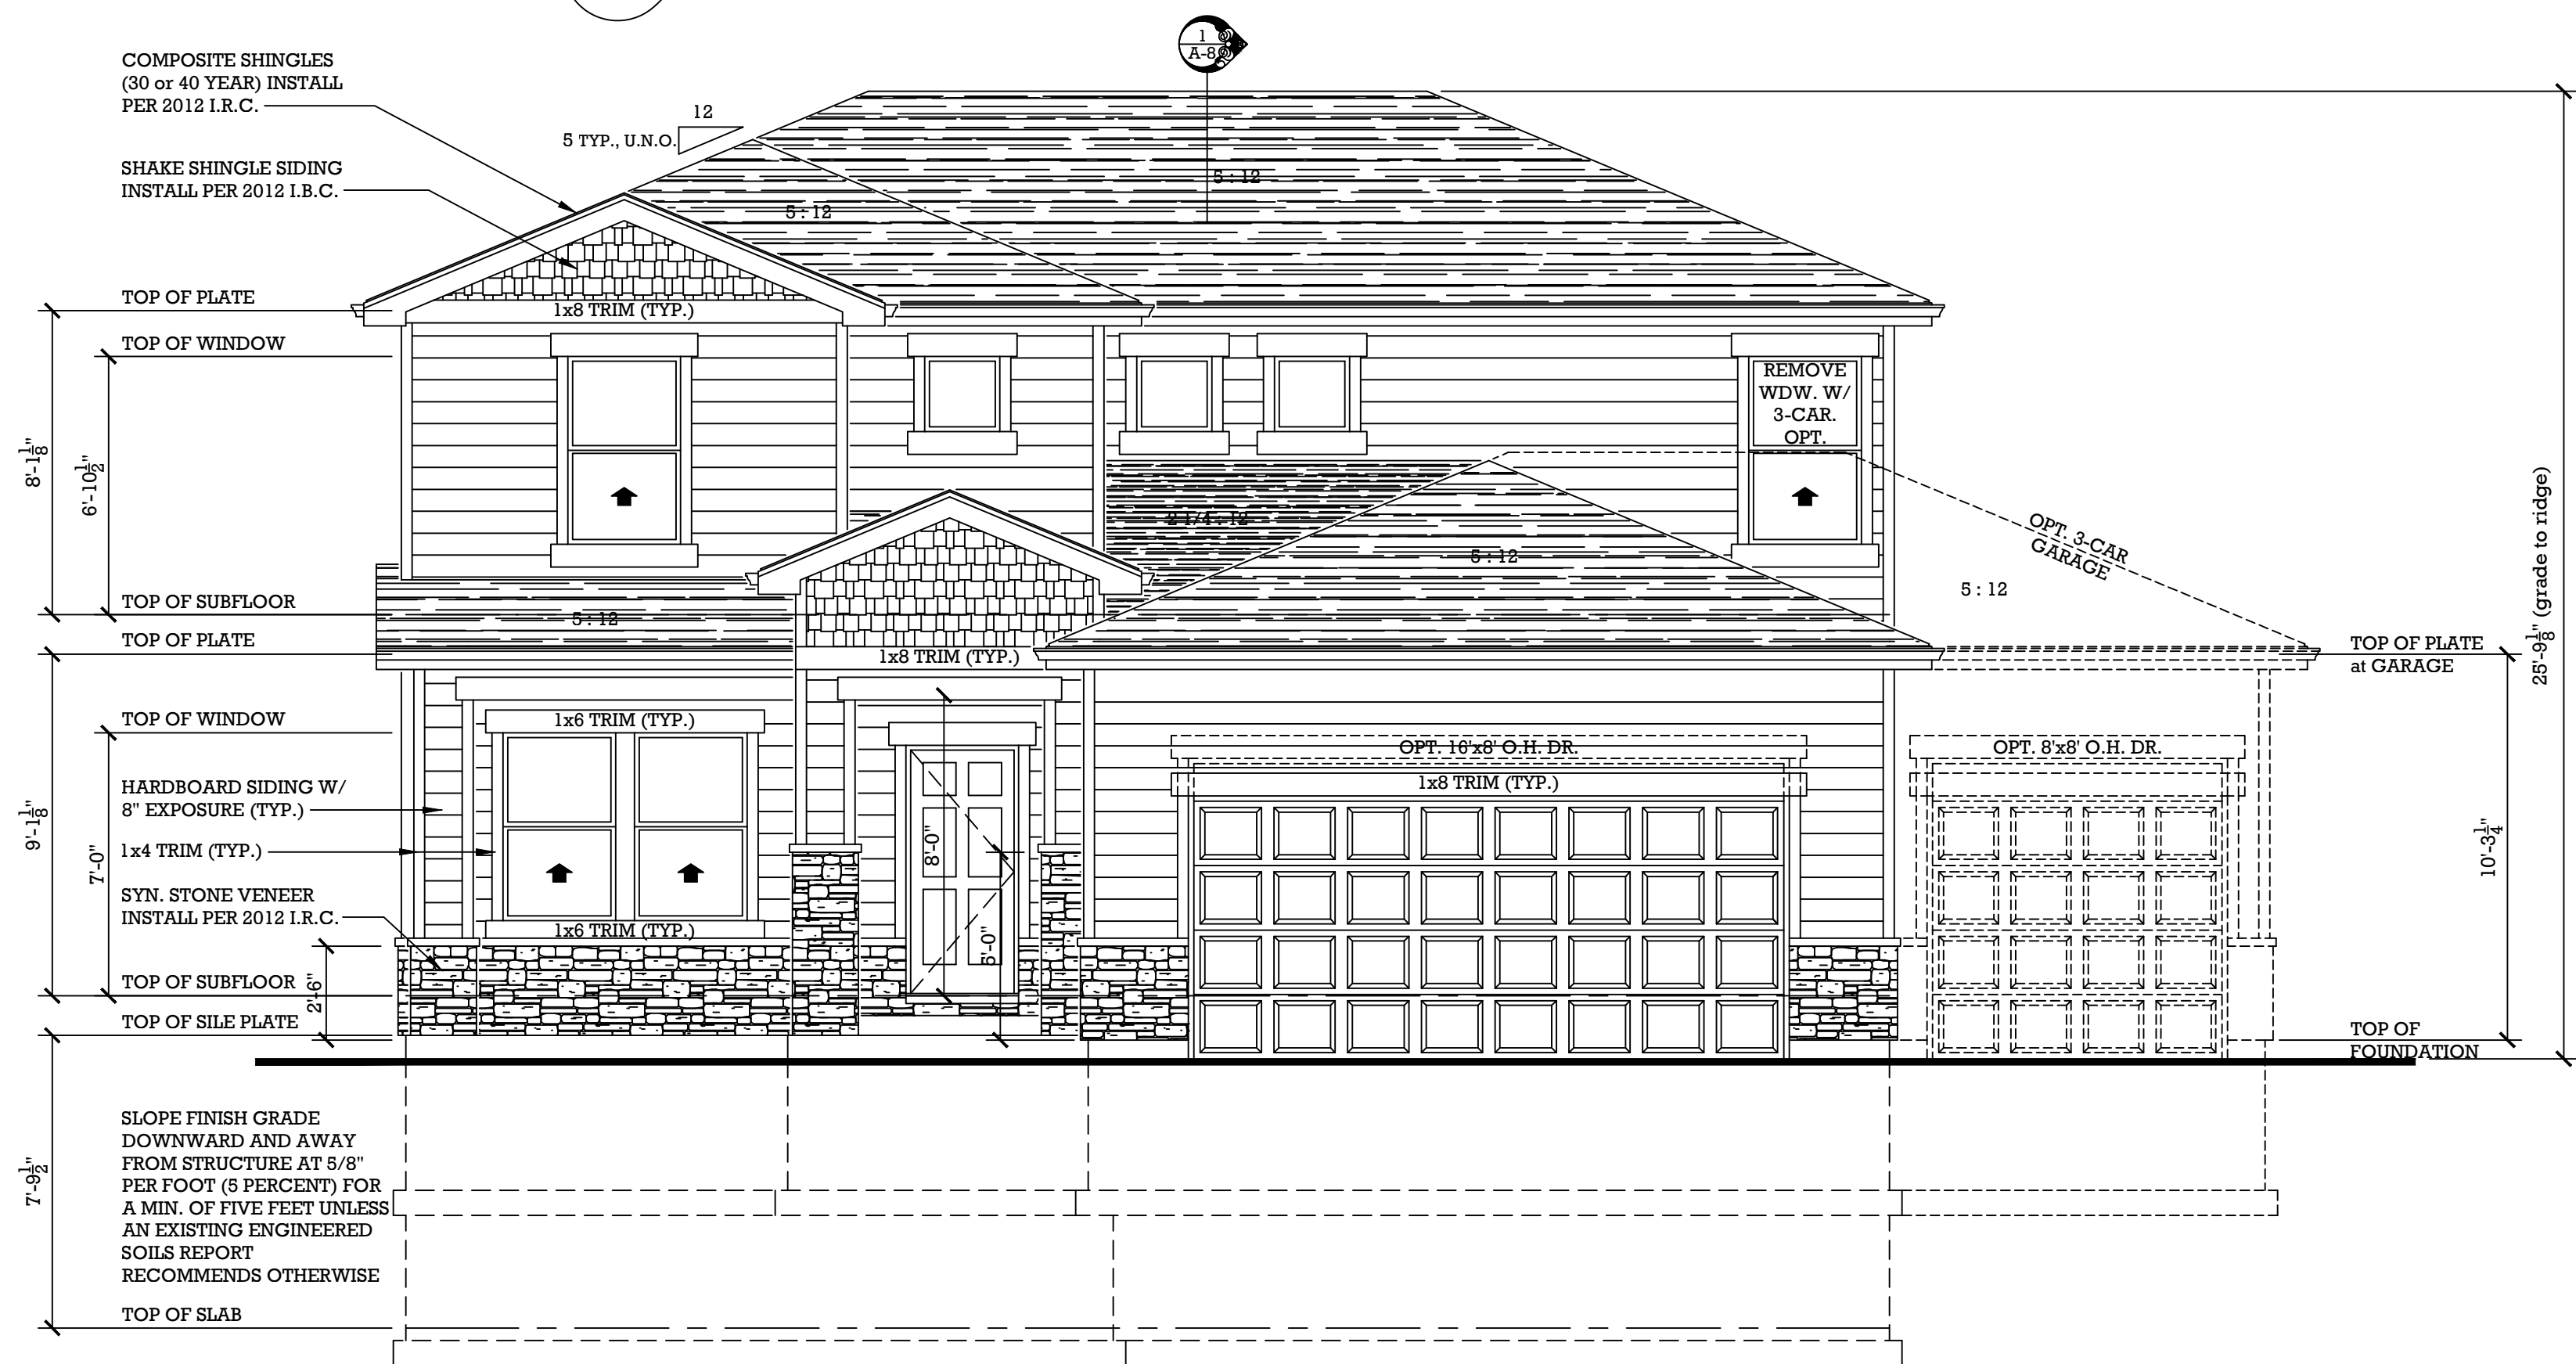 1
A-8
COMPOSITE SHINGLES
(30 or 40 YEAR) INSTALL
PER 2012 I.R.C.
12
5 TYP., U.N.O.
SHAKE SHINGLE SIDING
INSTALL PER 2012 I.B.C.
5 : 12
5 : 12
TOP OF PLATE
1x8 TRIM (TYP.)
TOP OF WINDOW
REMOVE
WDW. W/
3-CAR.
OPT.
8'-1 1/8"
6'-10 1/2"
2 1/4 : 12
5 : 12
OPT. 3-CAR
GARAGE
5 : 12
25'-9 1/8" (grade to ridge)
TOP OF SUBFLOOR
5 : 12
TOP OF PLATE
1x8 TRIM (TYP.)
TOP OF PLATE
at GARAGE
TOP OF WINDOW
1x6 TRIM (TYP.)
OPT. 16'x8' O.H. DR.
OPT. 8'x8' O.H. DR.
1x8 TRIM (TYP.)
HARDBOARD SIDING W/
8" EXPOSURE (TYP.)
9'-1 1/8"
7'-0"
8'-0"
10'-3 1/4"
1x4 TRIM (TYP.)
SYN. STONE VENEER
INSTALL PER 2012 I.R.C.
1x6 TRIM (TYP.)
TOP OF SUBFLOOR
2'-6"
TOP OF SILE PLATE
TOP OF
FOUNDATION
SLOPE FINISH GRADE
DOWNWARD AND AWAY
FROM STRUCTURE AT 5/8"
PER FOOT (5 PERCENT) FOR
A MIN. OF FIVE FEET UNLESS
AN EXISTING ENGINEERED
SOILS REPORT
RECOMMENDS OTHERWISE
7'-9 1/2"
TOP OF SLAB